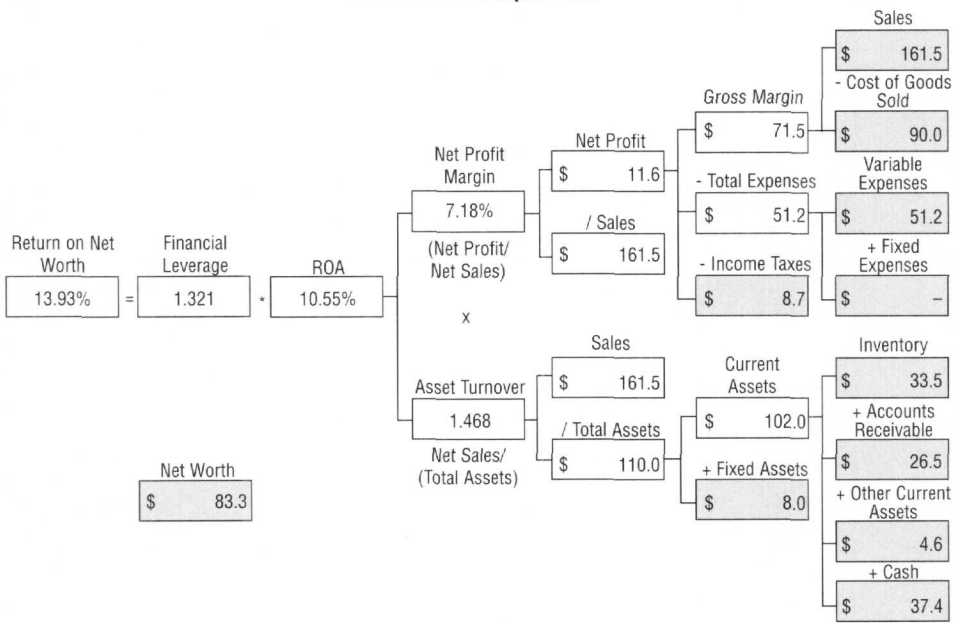 Sales
$ 161.5
- Cost of Goods
Sold
$ 90.0
Gross Margin
$ 71.5
Net Profit
$ 11.6
Variable
Expenses
$ 51.2
Net Profit
Margin
7.18%
- Total Expenses
$ 51.2
/ Sales
$ 161.5
(Net Profit/
Net Sales)
+ Fixed
Expenses
$ –
- Income Taxes
$ 8.7
Return on Net
Worth
13.93%
=
Financial
Leverage
1.321
*
ROA
10.55%
x
Sales
$ 161.5
Asset Turnover
1.468
Net Sales/
(Total Assets)
/ Total Assets
$ 110.0
Current
Assets
$ 102.0
+ Fixed Assets
$ 8.0
Inventory
$ 33.5
+ Accounts
Receivable
$ 26.5
+ Other Current
Assets
$ 4.6
+ Cash
$ 37.4
Net Worth
$ 83.3